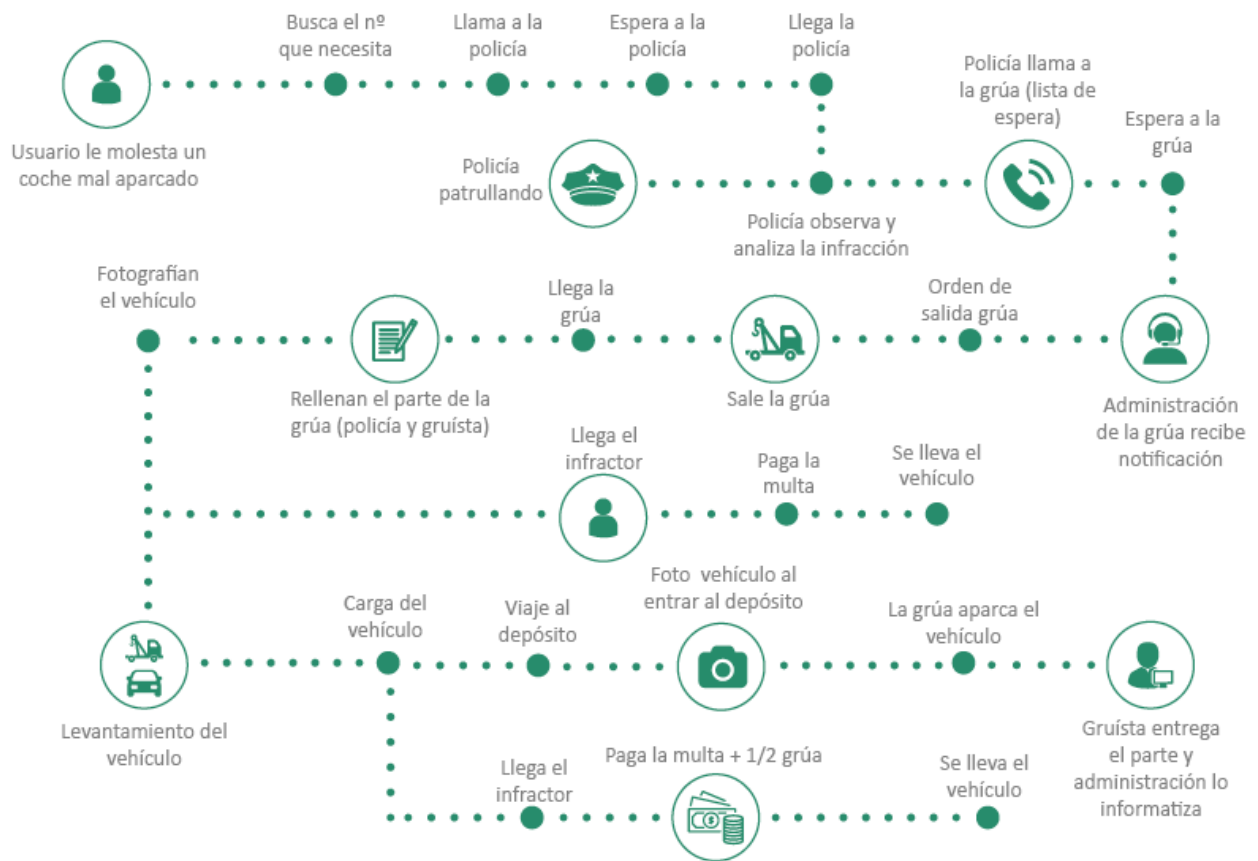 Busca el nº
que necesita
Llama a la
policía
Espera a la
policía
Llega la
policía
Policía llama a
la grúa (lista de
espera)
Espera a la
grúa
Usuario le molesta un
coche mal aparcado
Policía
patrullando
Policía observa y
analiza la infracción
Fotografían
el vehículo
Llega la
grúa
Orden de
salida grúa
Rellenan el parte de la
grúa (policía y gruísta)
Sale la grúa
Administración
de la grúa recibe
notificación
Llega el
infractor
Paga la
multa
Se lleva el
vehículo
Carga del
vehículo
Viaje al
depósito
Foto vehículo al
entrar al depósito
La grúa aparca el
vehículo
Levantamiento del
vehículo
Gruísta entrega
el parte y
administración lo
informatiza
Llega el
infractor
Paga la multa + 1/2 grúa
Se lleva el
vehículo